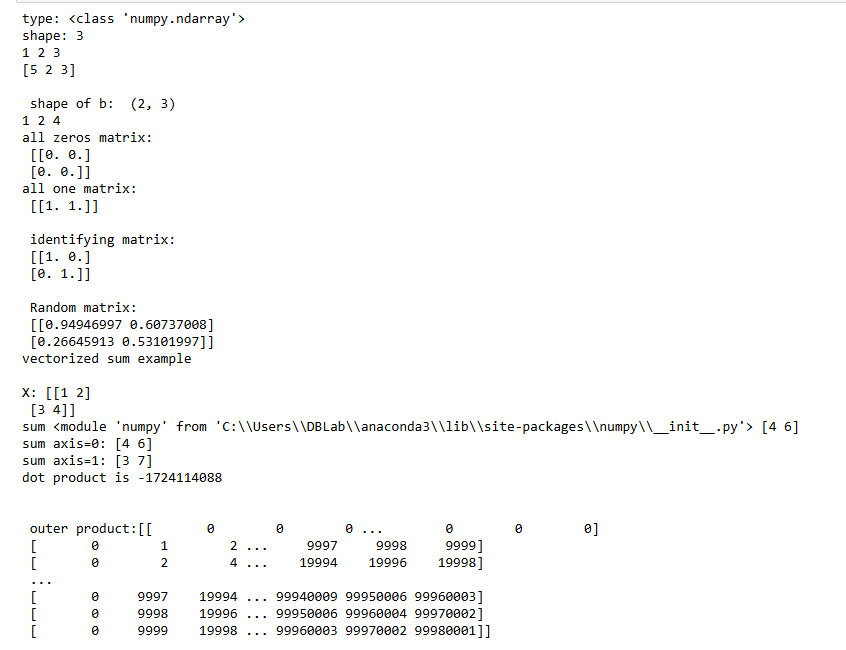 type: <class 'numpy.ndarray'>
shape: 3
1 2 3
[5 2 3]
shape of b:  (2, 3)
1 2 4
all zeros matrix:
[[0. 0.]
[0. 0.]]
all one matrix:
[[1. 1.]]
identifying matrix:
[[1. 0.]
[0. 1.]]
Random matrix:
[[0.94946997 0.60737008]
[0.26645913 0.53101997]]
vectorized sum example
X: [[1 2]
[3 4]]
sum <module 'numpy' from 'C:\\Users\\DBLab\\anaconda3\\lib\\site-packages\\numpy\\__init__.py'> [4 6]
sum axis=0: [4 6]
sum axis=1: [3 7]
dot product is -1724114088
outer product:[[       0        0        0 ...        0        0        0]
[       0        1        2 ...     9997     9998     9999]
[       0        2        4 ...    19994    19996    19998]
...
[       0     9997    19994 ... 99940009 99950006 99960003]
[       0     9998    19996 ... 99950006 99960004 99970002]
[       0     9999    19998 ... 99960003 99970002 99980001]]